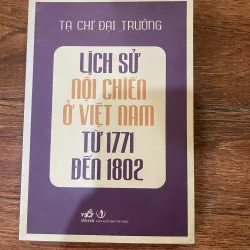 TẠ CHÍ ĐẠI TRƯỜNG
LỊCH SỬ
NỘI CHIẾN
Ở VIỆT NAM
TỪ 1771
ĐẾN 1802